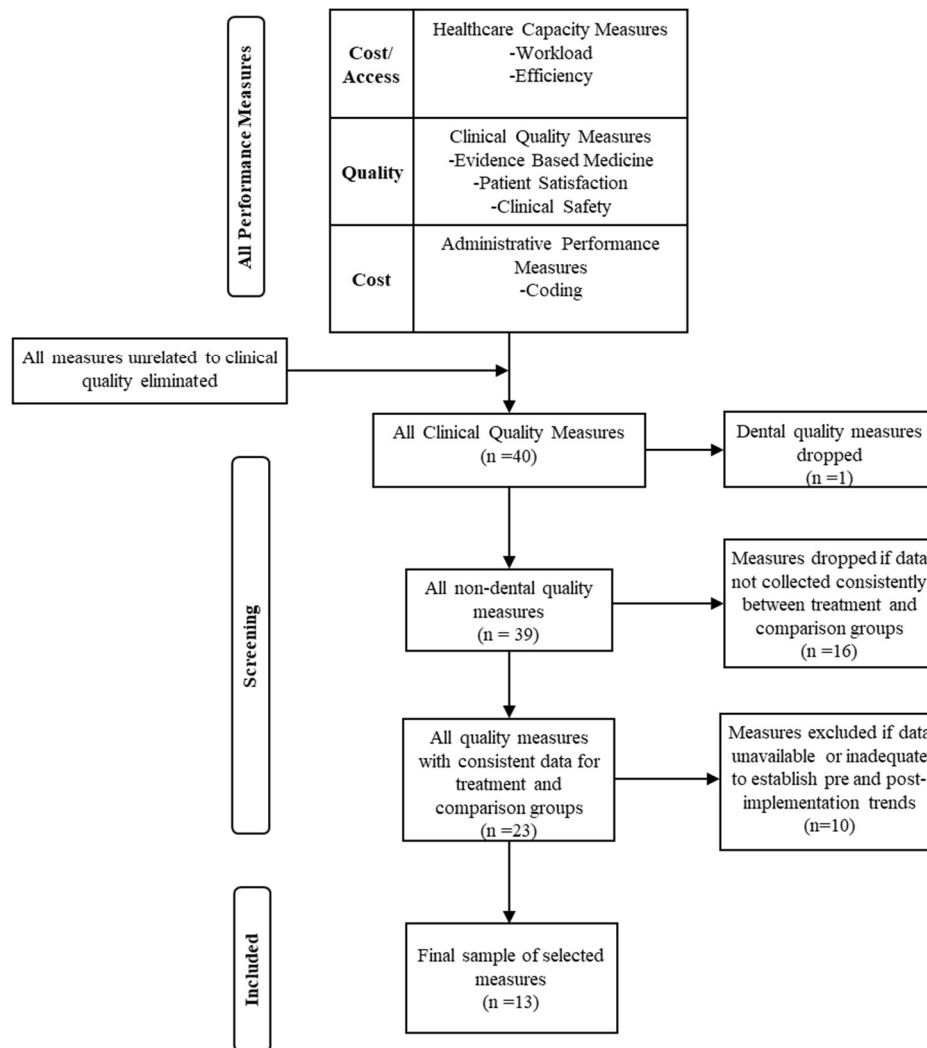 All Performance Measures
Cost/
Access
Healthcare Capacity Measures
-Workload
-Efficiency
Quality
Clinical Quality Measures
-Evidence Based Medicine
-Patient Satisfaction
-Clinical Safety
Cost
Administrative Performance
Measures
-Coding
All measures unrelated to clinical
quality eliminated
All Clinical Quality Measures
(n =40)
Dental quality measures
dropped
(n =1)
Screening
All non-dental quality
measures
(n = 39)
Measures dropped if data
not collected consistently
between treatment and
comparison groups
(n =16)
All quality measures
with consistent data for
treatment and
comparison groups
(n =23)
Measures excluded if data
unavailable or inadequate
to establish pre and post-
implementation trends
(n=10)
Included
Final sample of selected
measures
(n =13)